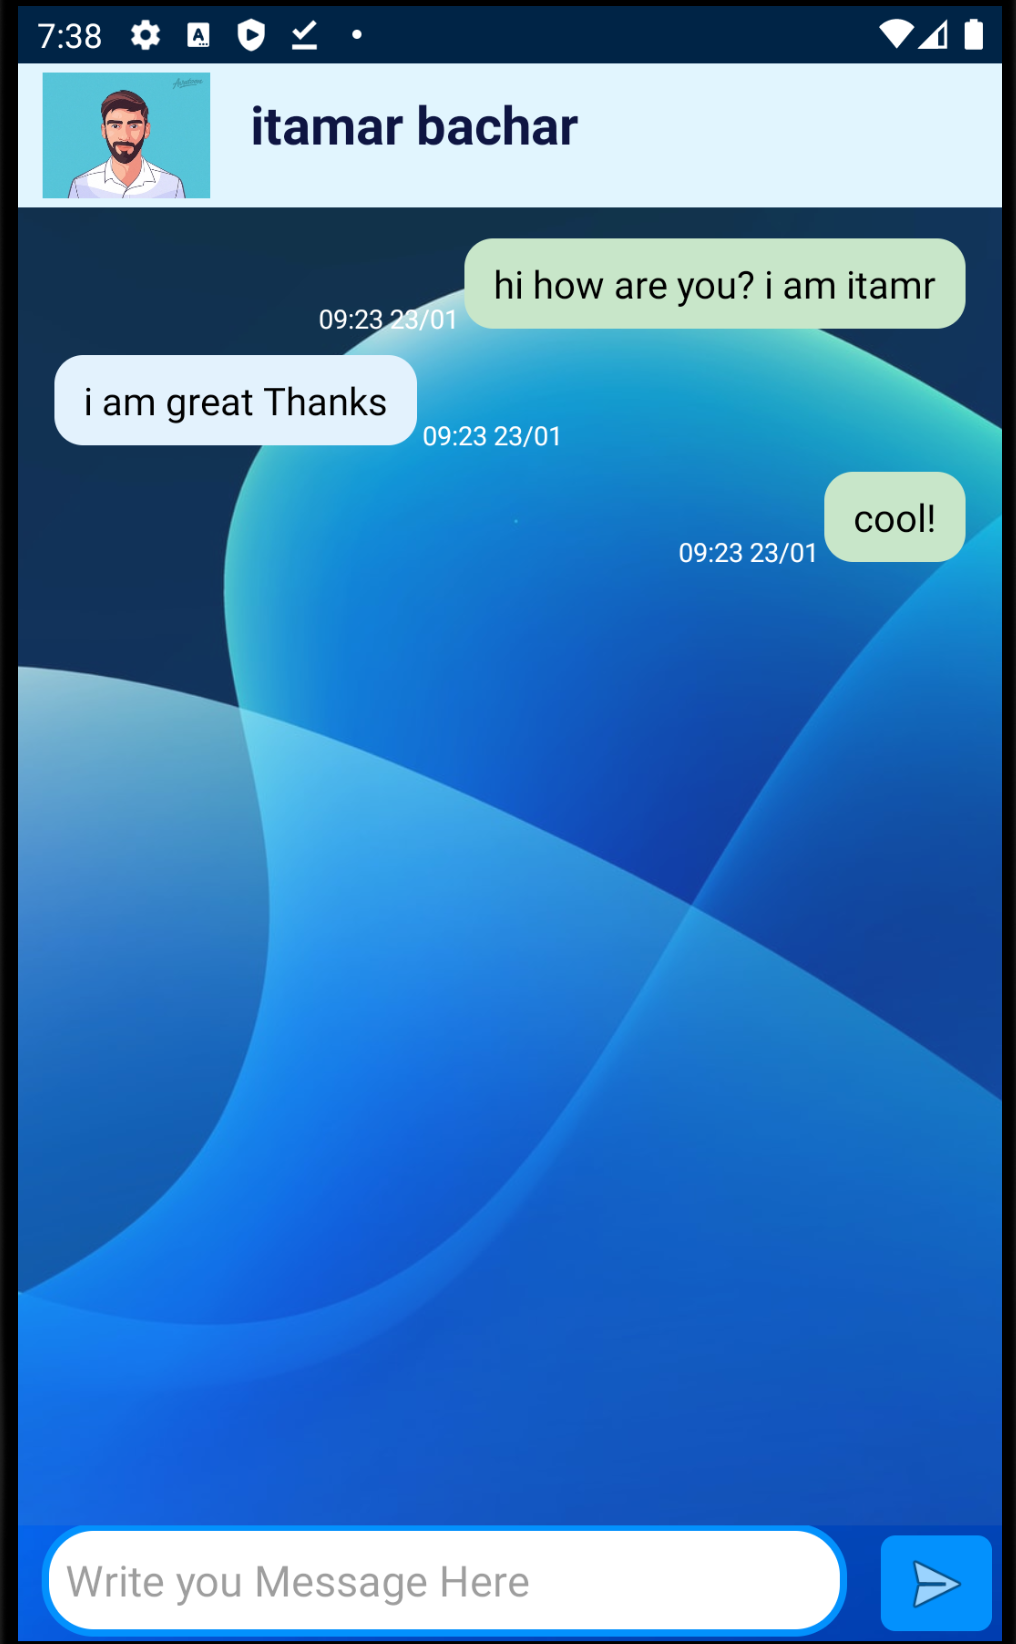 7:38
itamar bachar
hi how are you? i am itamr
09:23 23/01
i am great Thanks
09:23 23/01
cool!
09:23 23/01
Write you Message Here